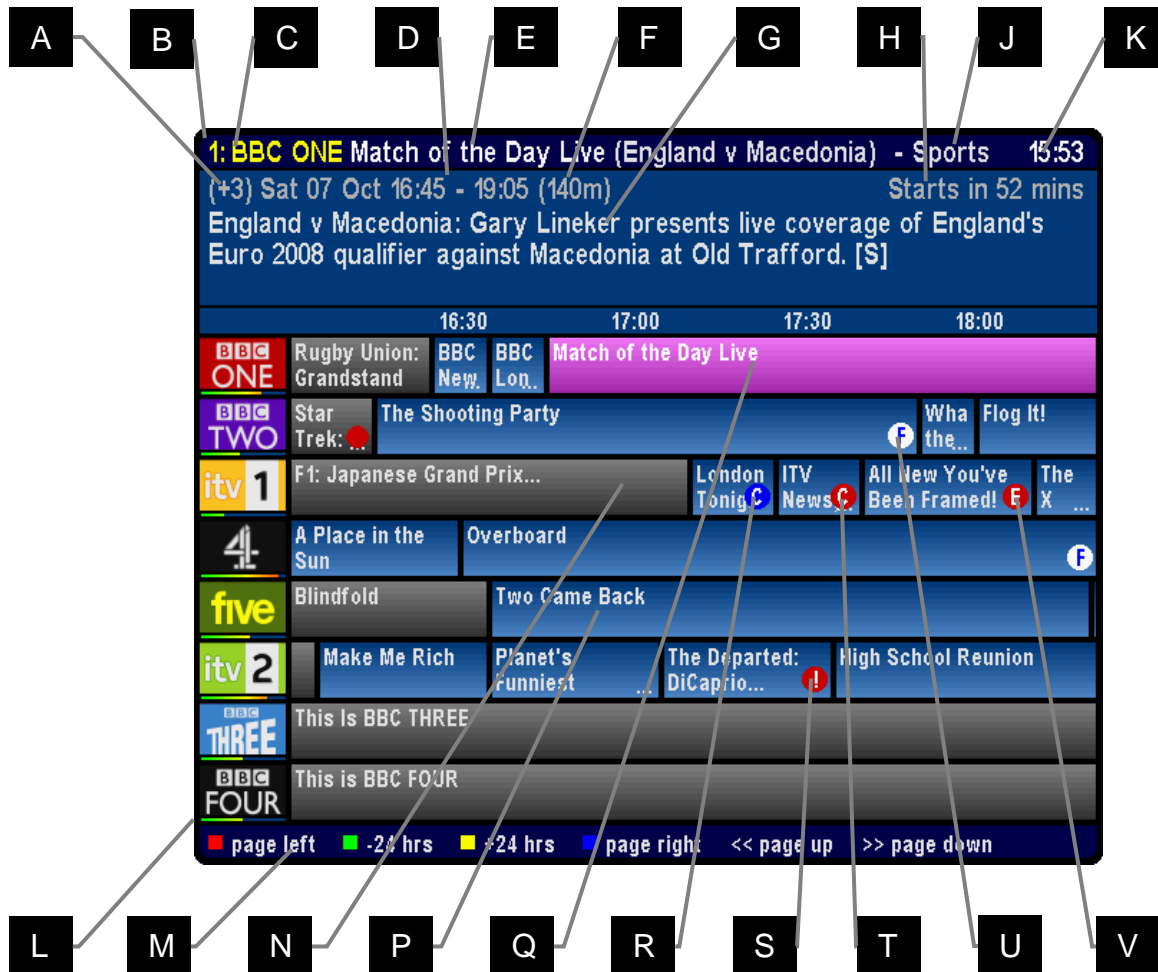 A B C D E F G H J K
1: BBC ONE Match of the Day Live (England v Macedonia) - Sports 15:53
(+3) Sat 07 Oct 16:45 - 19:05 (140m) Starts in 52 mins
England v Macedonia: Gary Lineker presents live coverage of England's
Euro 2008 qualifier against Macedonia at Old Trafford. [S]
16:30 17:00 17:30 18:00
BBC ONE
Rugby Union: Grandstand
BBC New..
BBC Lon..
Match of the Day Live
BBC TWO
Star Trek: ...
The Shooting Party
F
Wha the...
Flog It!
itv 1
F1: Japanese Grand Prix...
London Tonig C
ITV News C
All New You've Been Framed! E
The X ...
4
A Place in the Sun
Overboard
F
five
Blindfold
Two Came Back
itv 2
Make Me Rich
Planet's Funniest ...
The Departed: DiCaprio... !
High School Reunion
BBC THREE
This Is BBC THREE
BBC FOUR
This is BBC FOUR
page left -24 hrs +24 hrs page right << page up >> page down
L M N P Q R S T U V